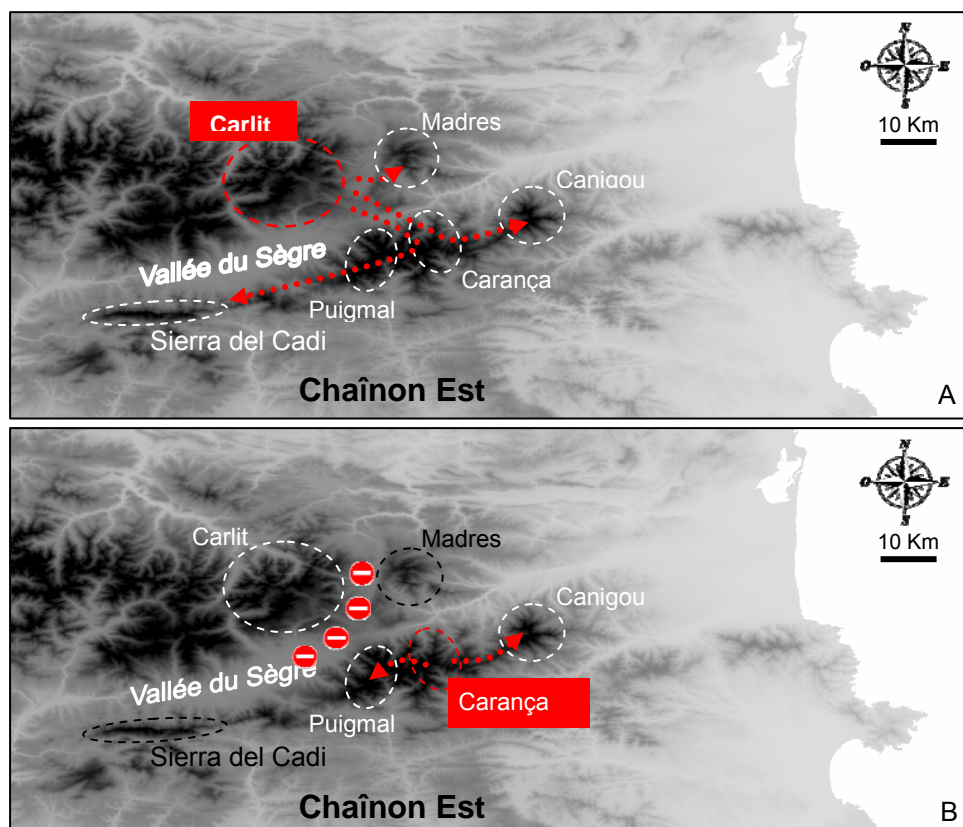 N
O E
S
10 Km
Carlit
Madres
Canigou
Vallée du Sègre
Carança
Puigmal
Sierra del Cadi
Chaînon Est
A
N
O E
S
10 Km
Carlit
Madres
Canigou
Vallée du Sègre
Carança
Puigmal
Sierra del Cadi
Chaînon Est
B